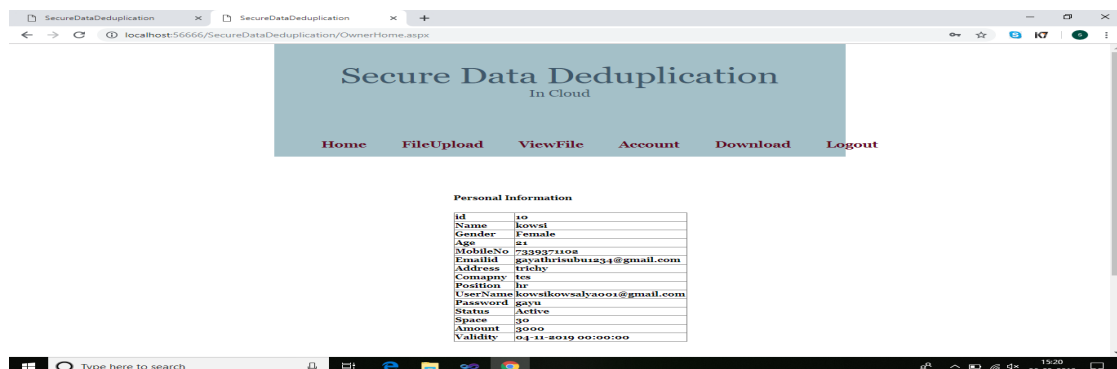 SecureDataDeduplication × SecureDataDeduplication × +
localhost:56666/SecureDataDeduplication/OwnerHome.aspx
Secure Data Deduplication
In Cloud
Home FileUpload ViewFile Account Download Logout
Personal Information
id 10
Name kowsi
Gender Female
Age 21
MobileNo 7339371102
Emailid gayathrisubu1234@gmail.com
Address trichy
Comapny tcs
Position hr
UserName kowsikowsalya001@gmail.com
Password gayu
Status Active
Space 30
Amount 3000
Validity 04-11-2019 00:00:00
Type here to search
15:20